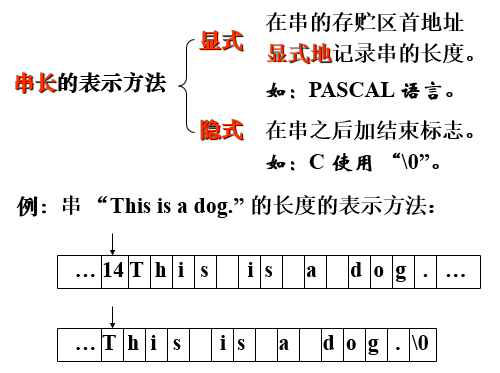 在串的存贮区首地址
显式
显式地记录串的长度。
串长的表示方法
如：PASCAL 语言。
隐式 在串之后加结束标志。
如：C 使用 “\0”。
例：串 “This is a dog.” 的长度的表示方法：
… 14 T h i s i s a d o g . …
… T h i s i s a d o g . \0